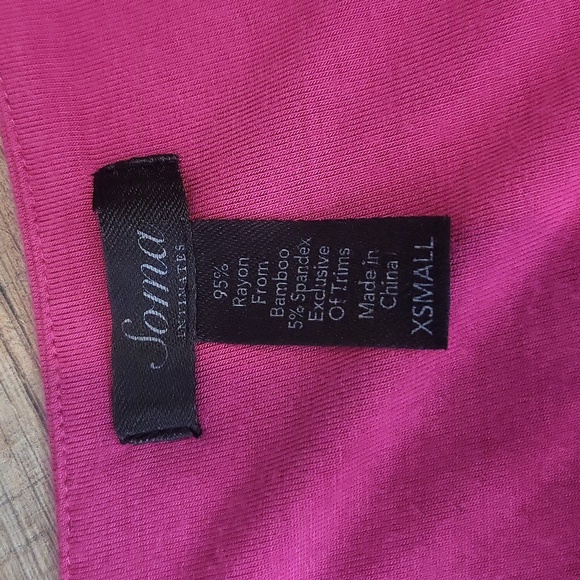 Soma
INTIMATES
95%
Rayon
From
Bamboo
5% Spandex
Exclusive
Of Trims
Made in
China
XSMALL